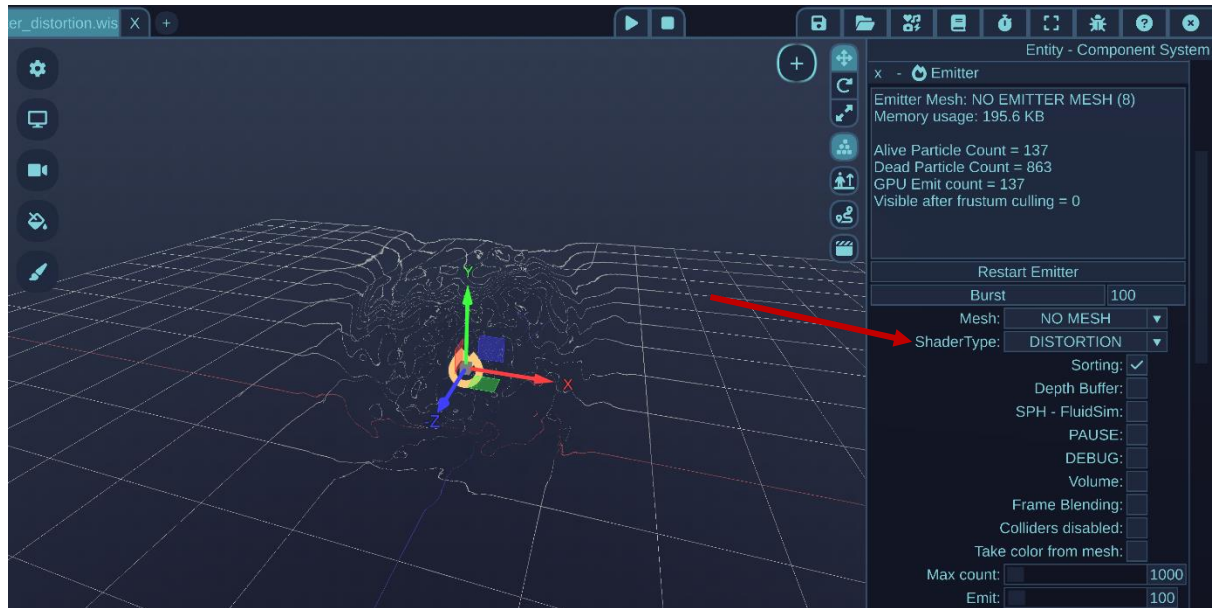 er_distortion.wis X +
Entity - Component System
x - Emitter
Emitter Mesh: NO EMITTER MESH (8)
Memory usage: 195.6 KB
Alive Particle Count = 137
Dead Particle Count = 863
GPU Emit count = 137
Visible after frustum culling = 0
Restart Emitter
Burst 100
Mesh: NO MESH
ShaderType: DISTORTION
Sorting:
Depth Buffer:
SPH - FluidSim:
PAUSE:
DEBUG:
Volume:
Frame Blending:
Colliders disabled:
Take color from mesh:
Max count: 1000
Emit: 100
Y
X
Z